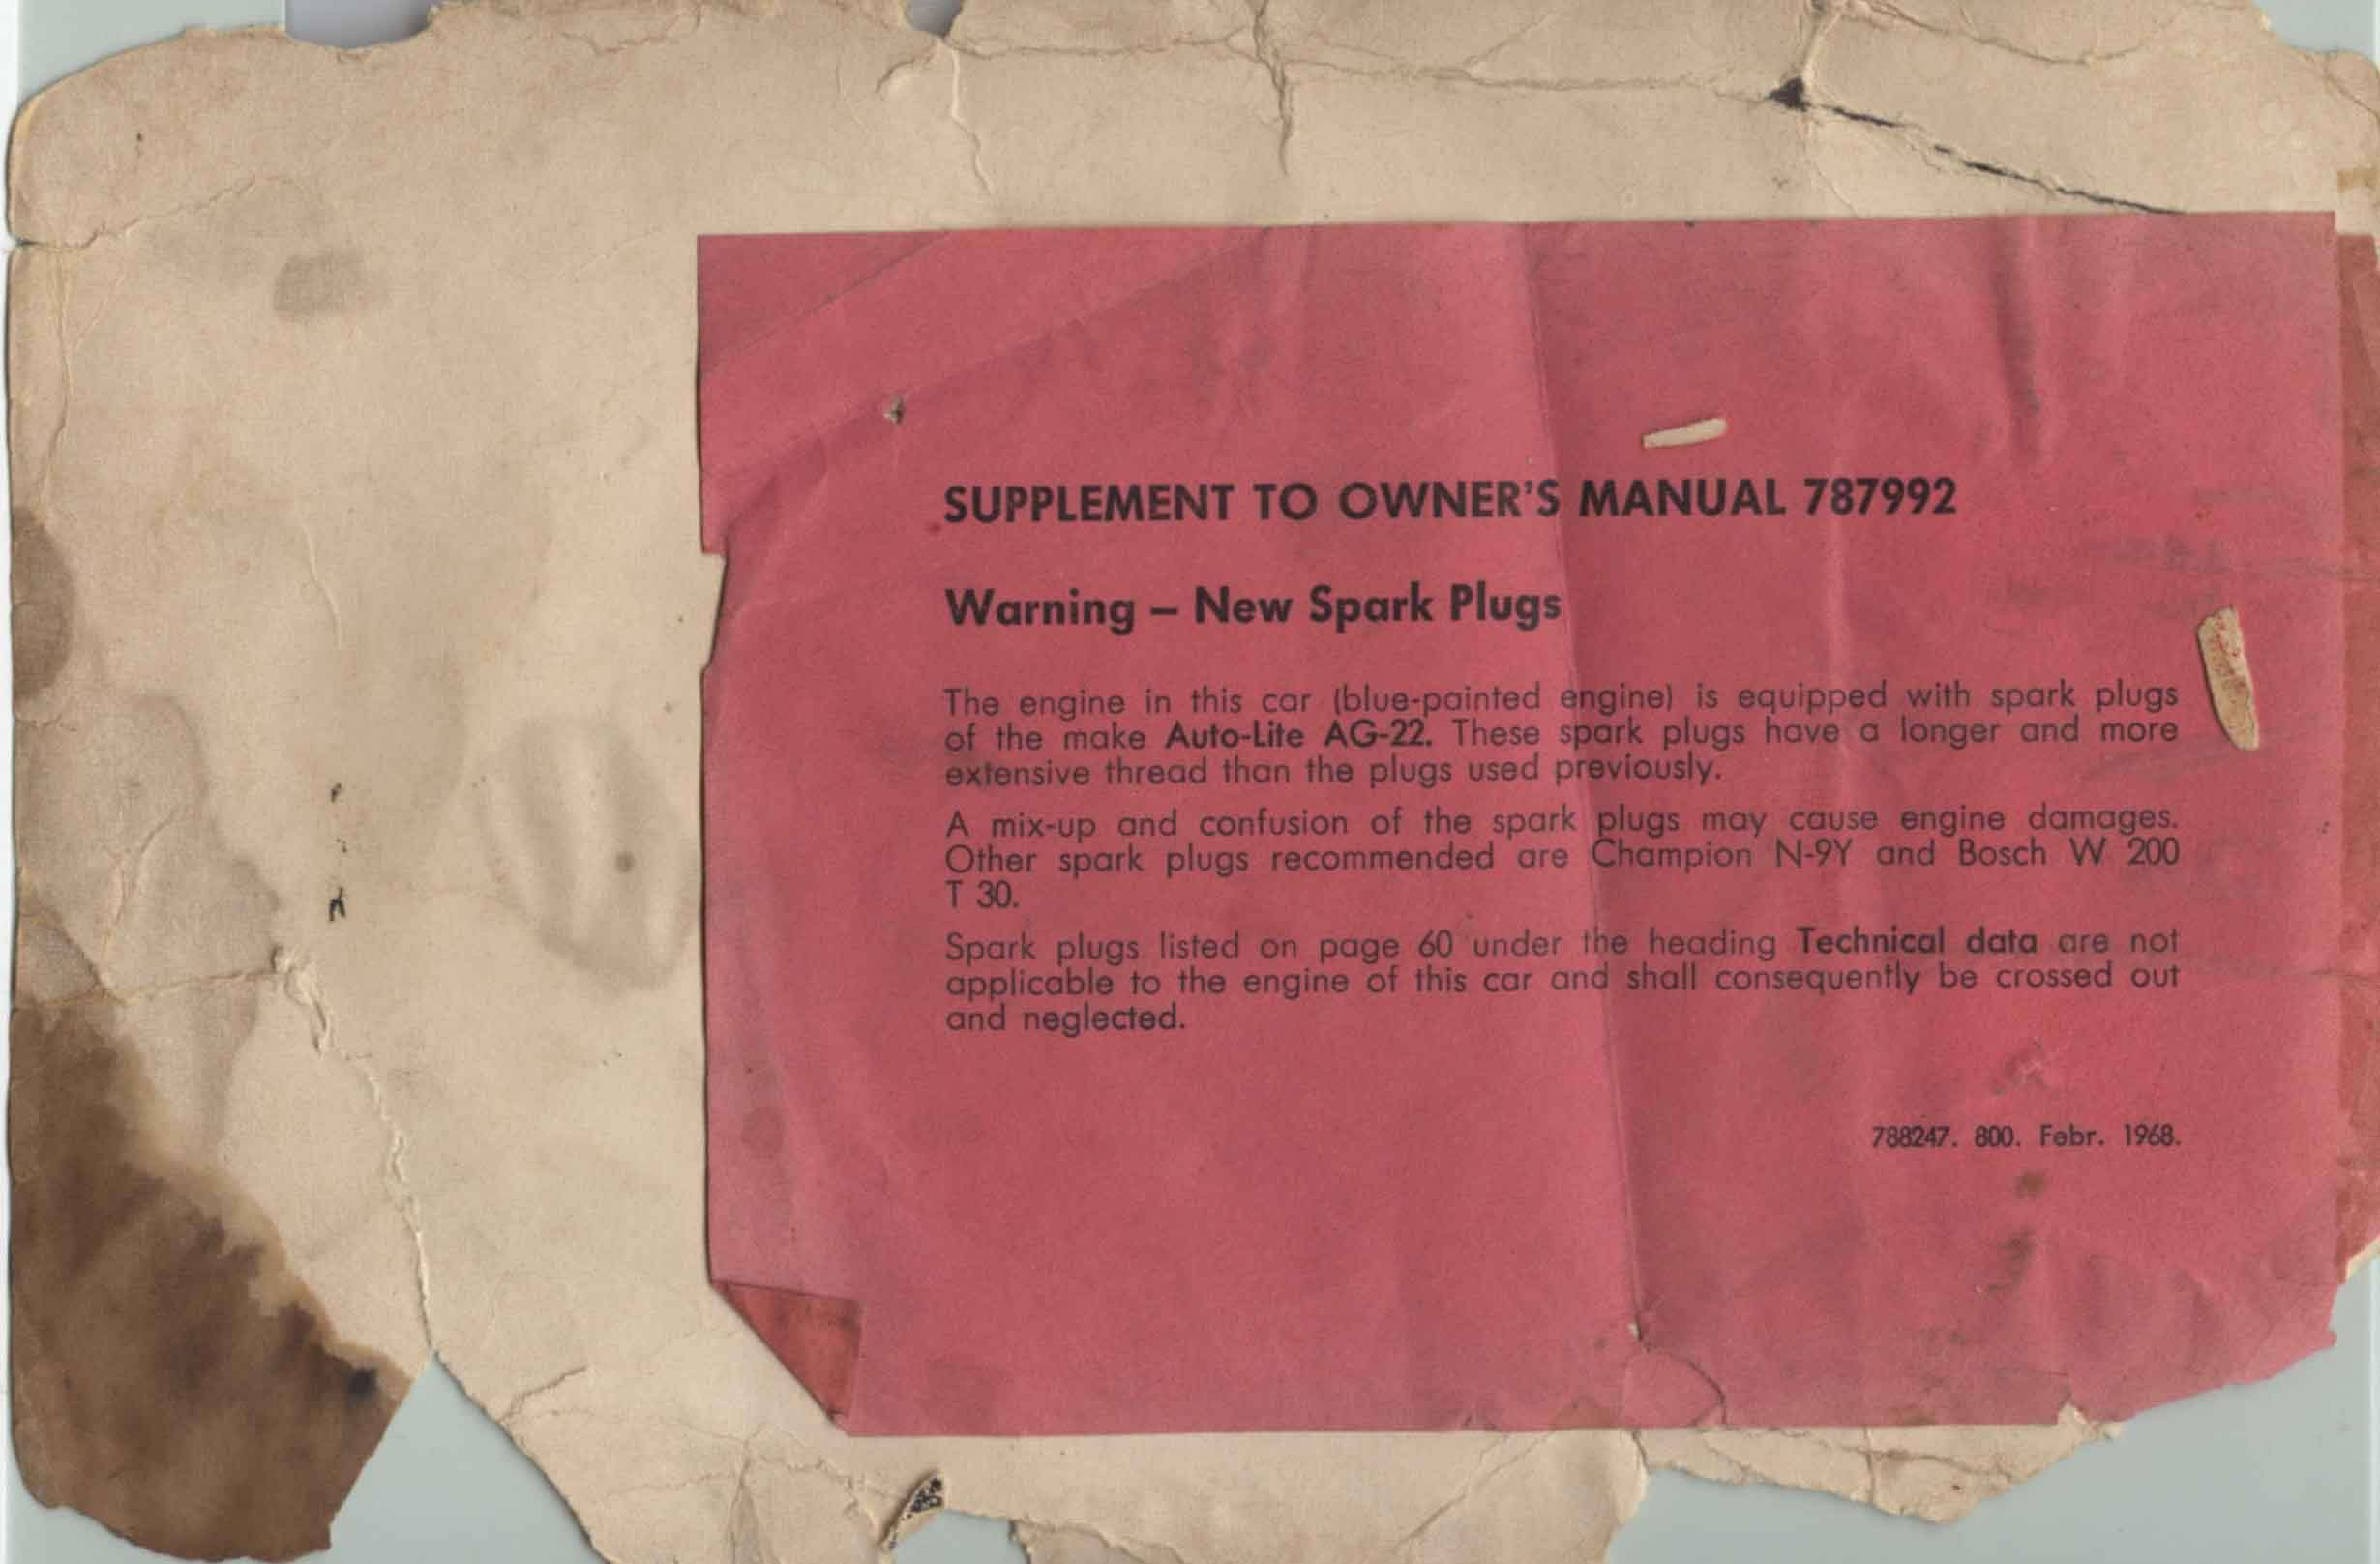 SUPPLEMENT TO OWNER'S MANUAL 787992
Warning – New Spark Plugs
The engine in this car (blue-painted engine) is equipped with spark plugs
of the make Auto-Lite AG-22. These spark plugs have a longer and more
extensive thread than the plugs used previously.
A mix-up and confusion of the spark plugs may cause engine damages.
Other spark plugs recommended are Champion N-9Y and Bosch W 200
T 30.
Spark plugs listed on page 60 under the heading Technical data are not
applicable to the engine of this car and shall consequently be crossed out
and neglected.
788247. 800. Febr. 1968.